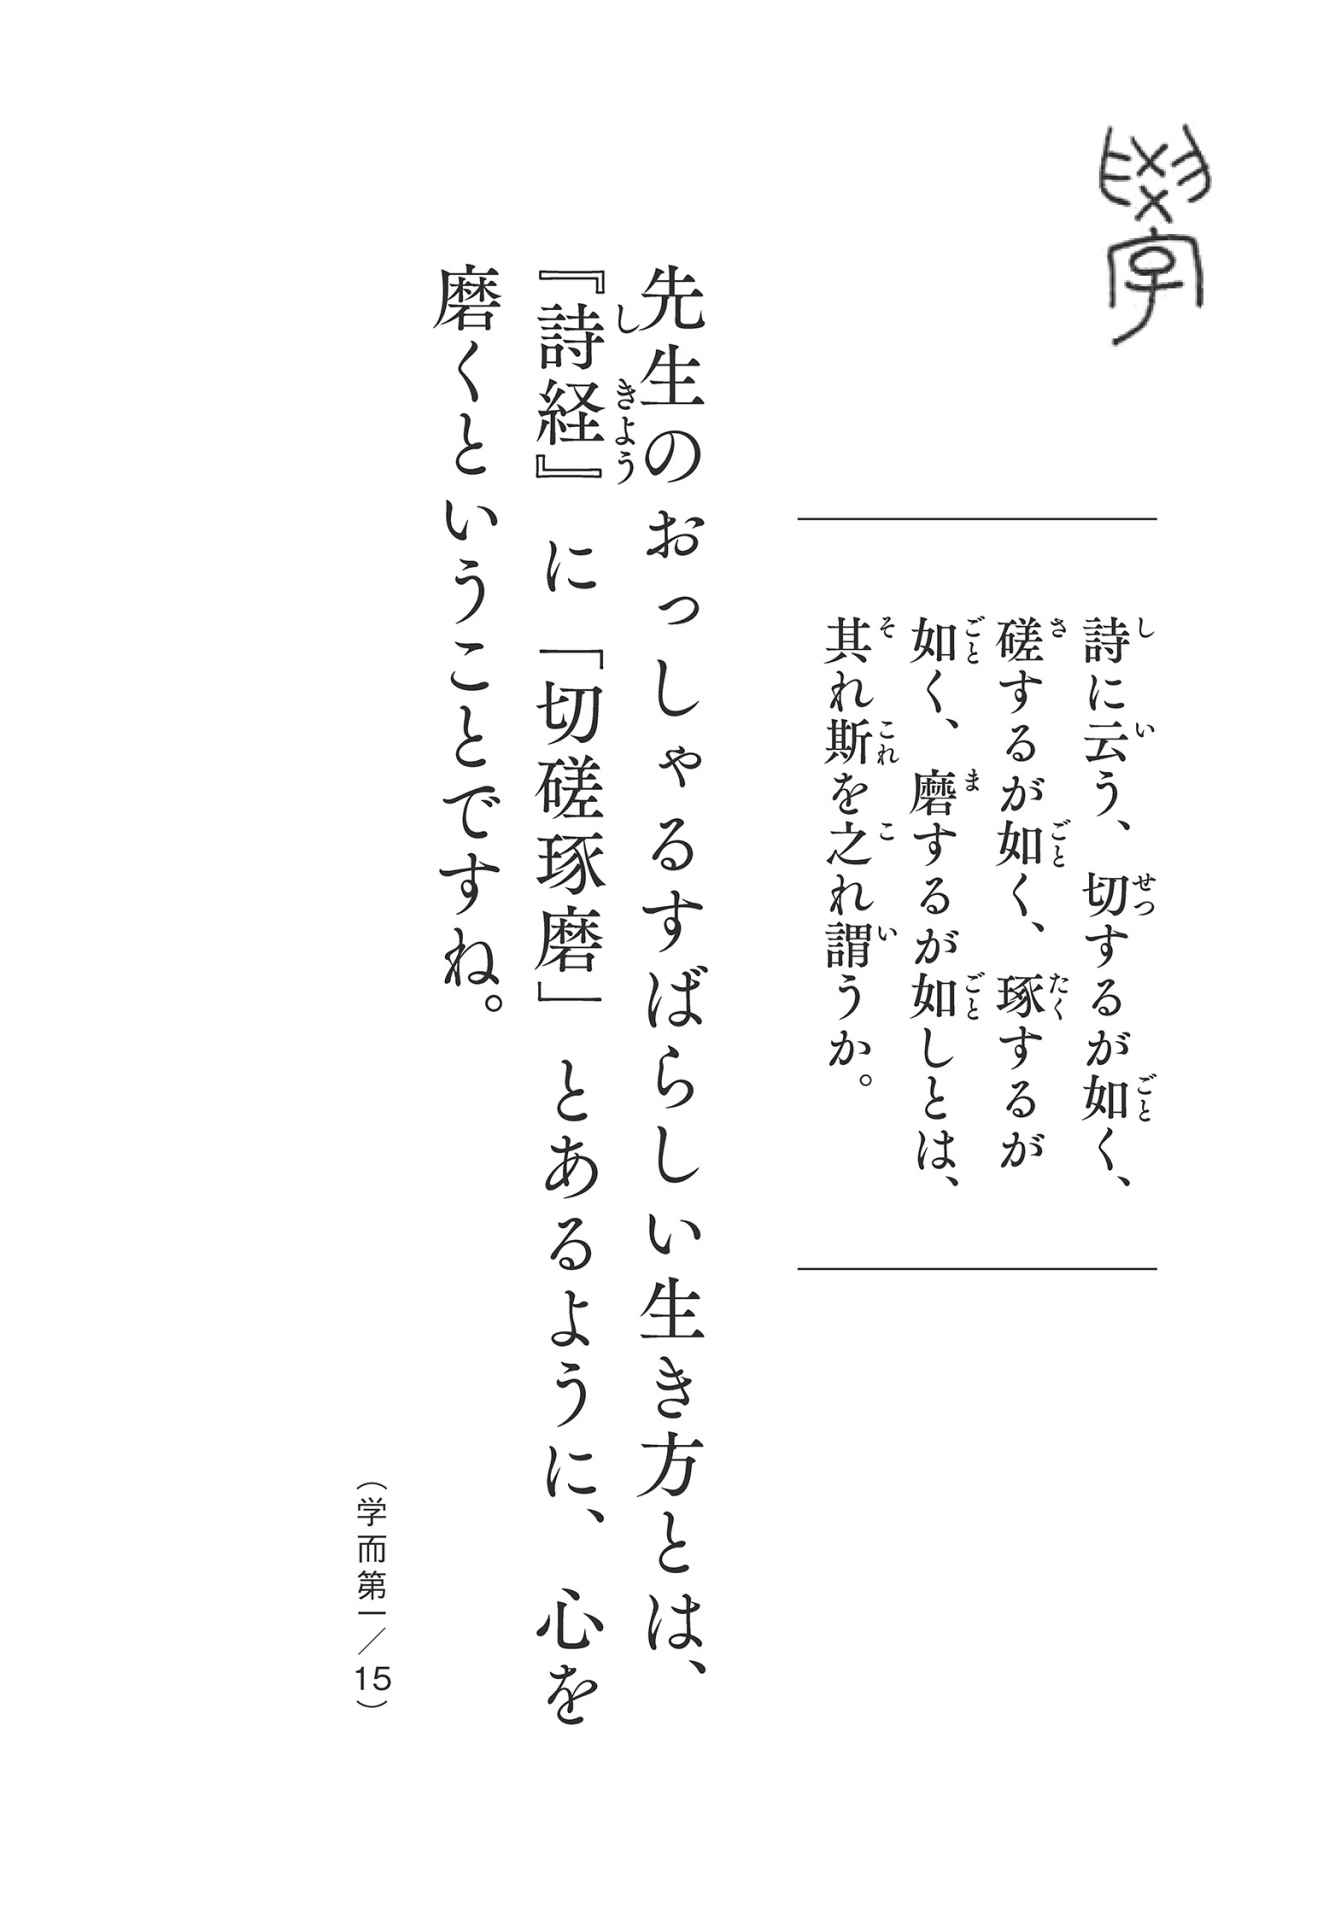 學
詩に云う、切するが如く、
磋するが如く、琢するが
如く、磨するが如しとは、
其れ斯を之れ謂うか。
先生のおっしゃるすばらしい生き方とは、
『詩経』に「切磋琢磨」とあるように、心を
磨くということですね。
（学而第一／15）